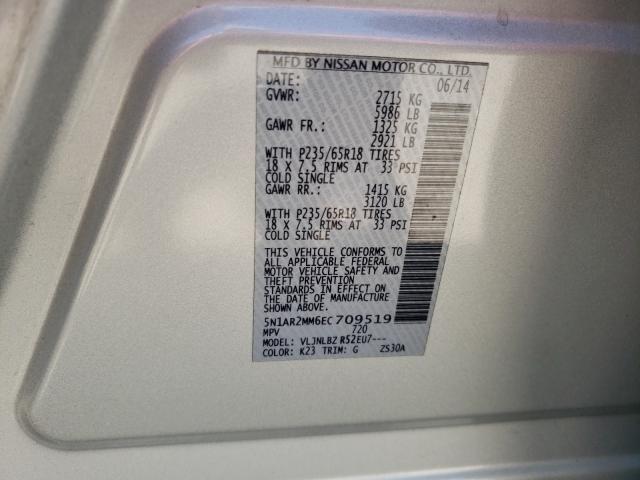 MFD BY NISSAN MOTOR CO., LTD.
DATE: 06/14
GVWR: 2715 KG
5986 LB
GAWR FR.: 1325 KG
2921 LB
WITH P235/65R18 TIRES
18 X 7.5 RIMS AT 33 PSI
COLD SINGLE
GAWR RR.: 1415 KG
3120 LB
WITH P235/65R18 TIRES
18 X 7.5 RIMS AT 33 PSI
COLD SINGLE
THIS VEHICLE CONFORMS TO
ALL APPLICABLE FEDERAL
MOTOR VEHICLE SAFETY AND
THEFT PREVENTION
STANDARDS IN EFFECT ON
THE DATE OF MANUFACTURE
SHOWN ABOVE.
5N1AR2MM6EC709519
MPV 720
MODEL: VLJNLBZ R52EU7---
COLOR: K23 TRIM: G ZS30A